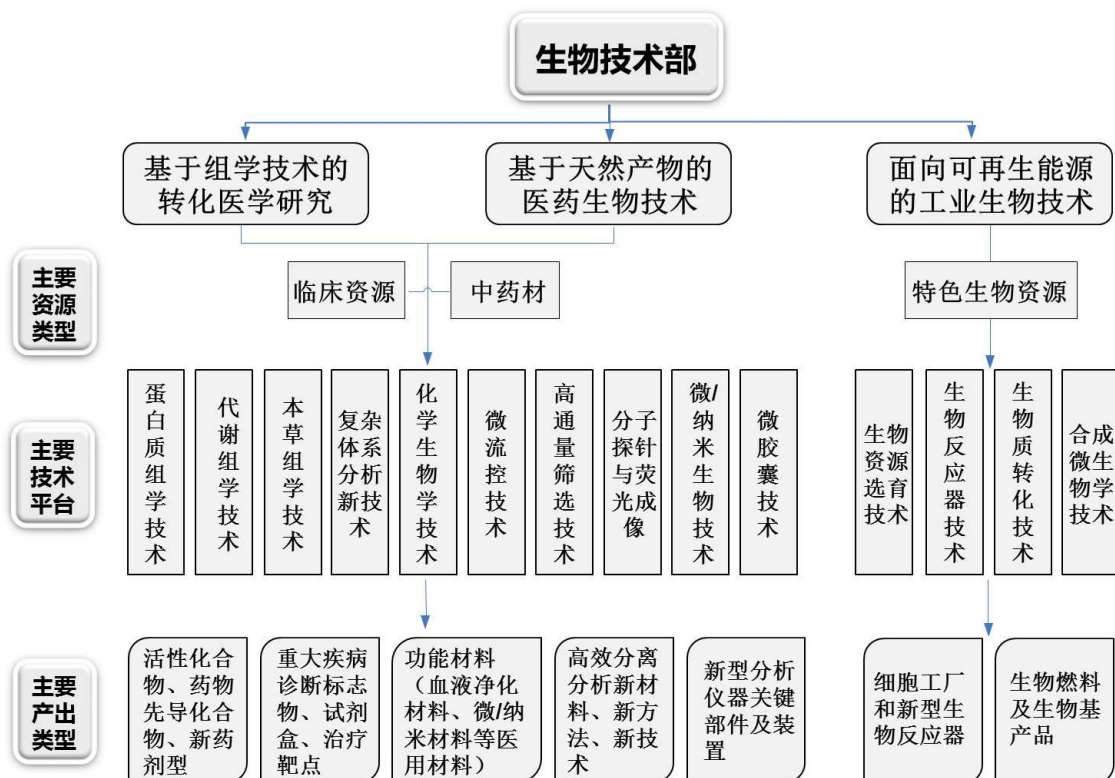 生物技术部
基于组学技术的
转化医学研究
基于天然产物的
医药生物技术
面向可再生能源
的工业生物技术
主要
资源
类型
临床资源
中药材
特色生物资源
主要
技术
平台
蛋白质组学技术
代谢组学技术
本草组学技术
复杂
体系
分析
新技术
化学生物学技术
微流控技术
高通量筛选技术
分子
探针
与荧
光成
像
微/纳米生物技术
微胶囊技术
生物
资源
选育
技术
生物反应器技术
生物质转化技术
合成
微生
物学
技术
主要
产出
类型
活性化合
物、药物
先导化合
物、新药
剂型
重大疾病
诊断标志
物、试剂
盒、治疗
靶点
功能材料
（血液净化
材料、微/纳
米材料等医
用材料）
高效分离
分析新材
料、新方
法、新技
术
新型分析
仪器关键
部件及装
置
细胞工厂
和新型生
物反应器
生物燃料
及生物基
产品